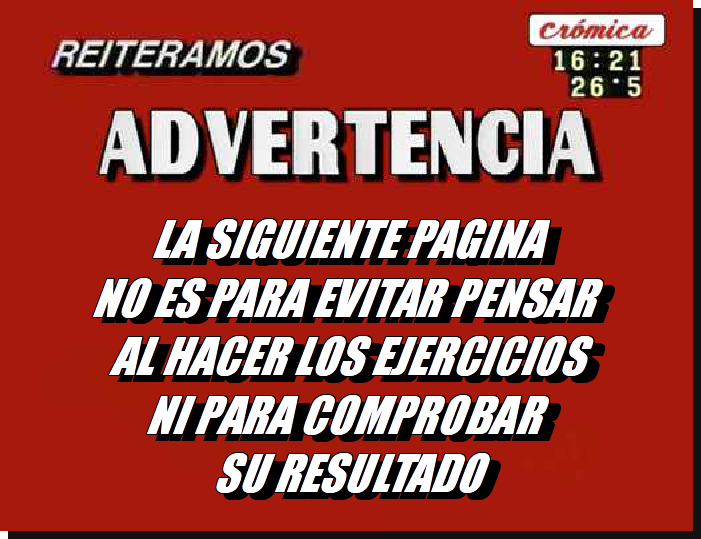 Crómica
REITERAMOS
16:21
26·5
ADVERTENCIA
LA SIGUIENTE PAGINA
NO ES PARA EVITAR PENSAR
AL HACER LOS EJERCICIOS
NI PARA COMPROBAR
SU RESULTADO